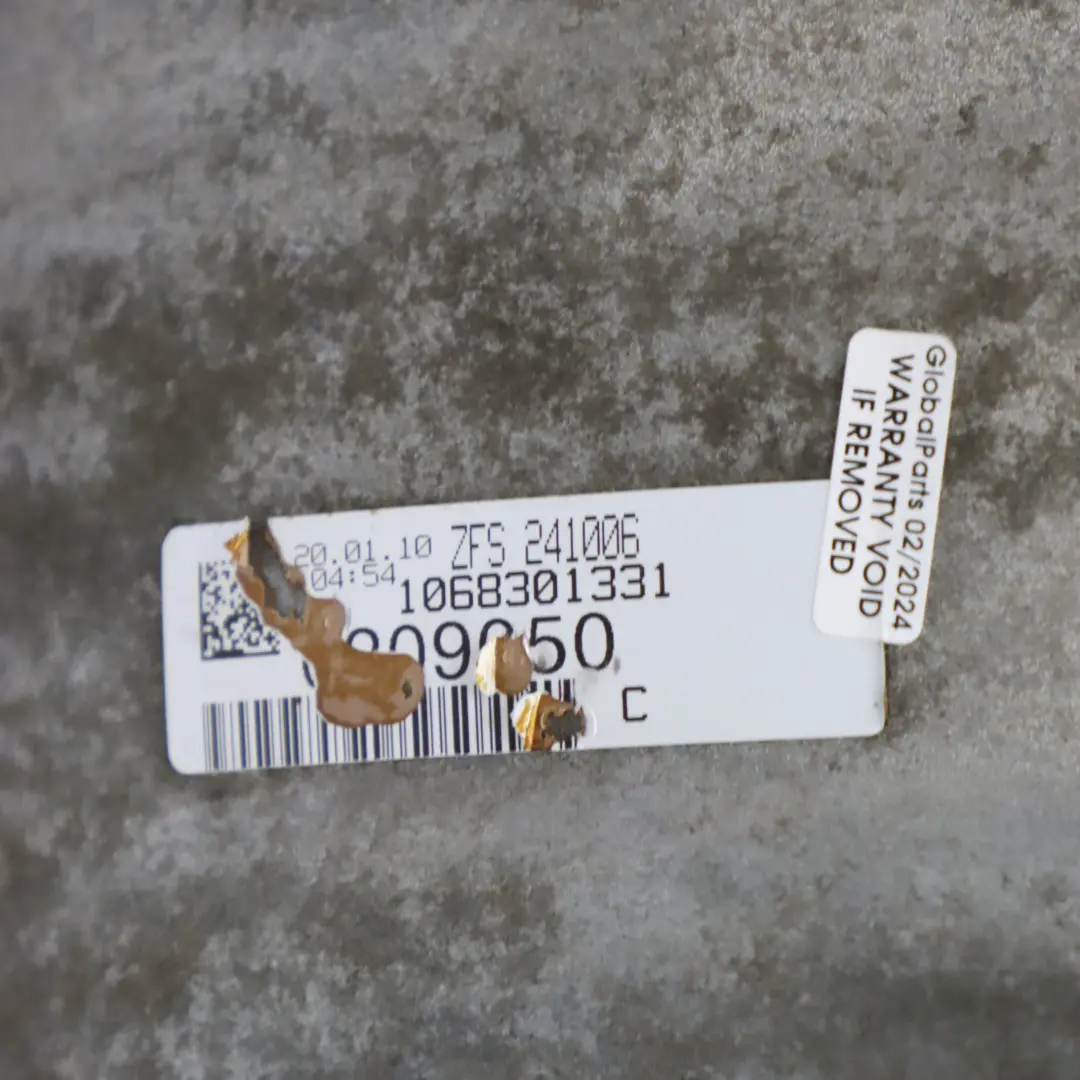 20.01.10 ZFS 241006
04:54 1068301331
C
GlobalParts 02/2024
WARRANTY VOID
IF REMOVED